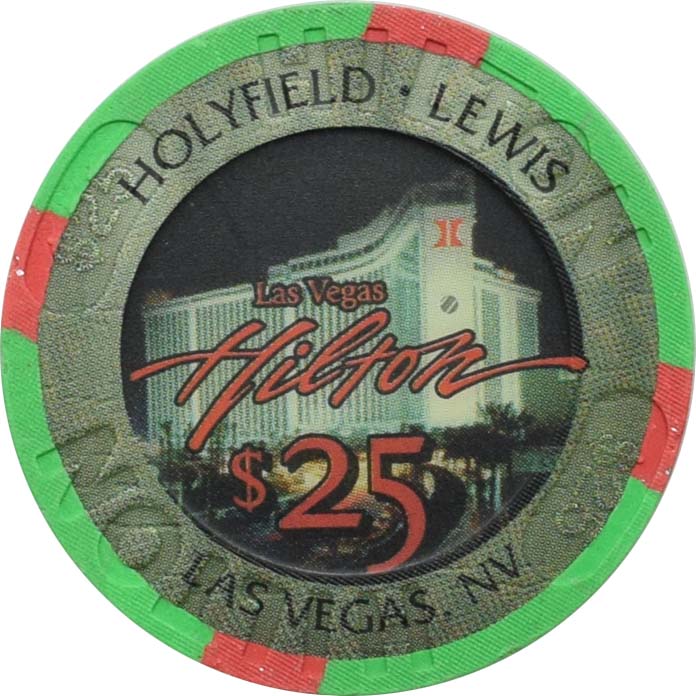 HOLYFIELD · LEWIS
Las Vegas
Hilton
$25
LAS VEGAS. NV.